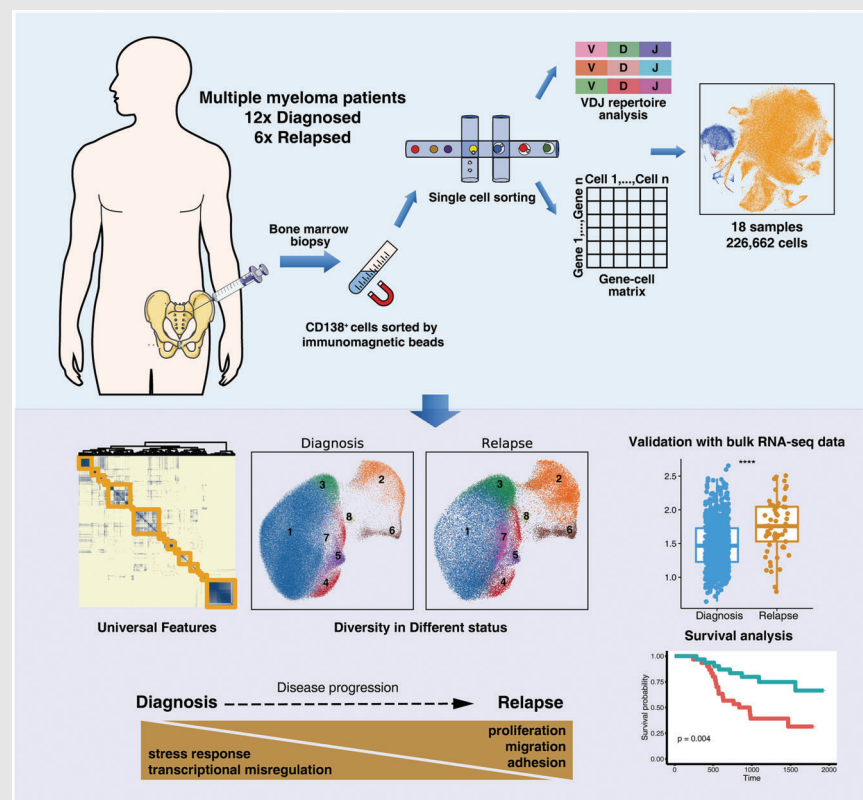 Multiple myeloma patients
12x Diagnosed
6x Relapsed
Bone marrow
biopsy
CD138⁺ cells sorted by
immunomagnetic beads
Single cell sorting
V D J
V D J
V D J
VDJ repertoire
analysis
Cell 1,...,Cell n
Gene 1,...,Gene n
Gene-cell
matrix
18 samples
226,662 cells
Universal Features
Diagnosis
1
2
3
4
5
6
7
8
Relapse
1
2
3
4
5
6
7
8
Diversity in Different status
Validation with bulk RNA-seq data
****
2.5
2.0
1.5
1.0
Diagnosis Relapse
Survival analysis
Survival probability
1.00
0.75
0.50
0.25
0.00
p = 0.004
0 500 1000 1500 2000
Time
Disease progression
Diagnosis Relapse
stress response
transcriptional misregulation
proliferation
migration
adhesion